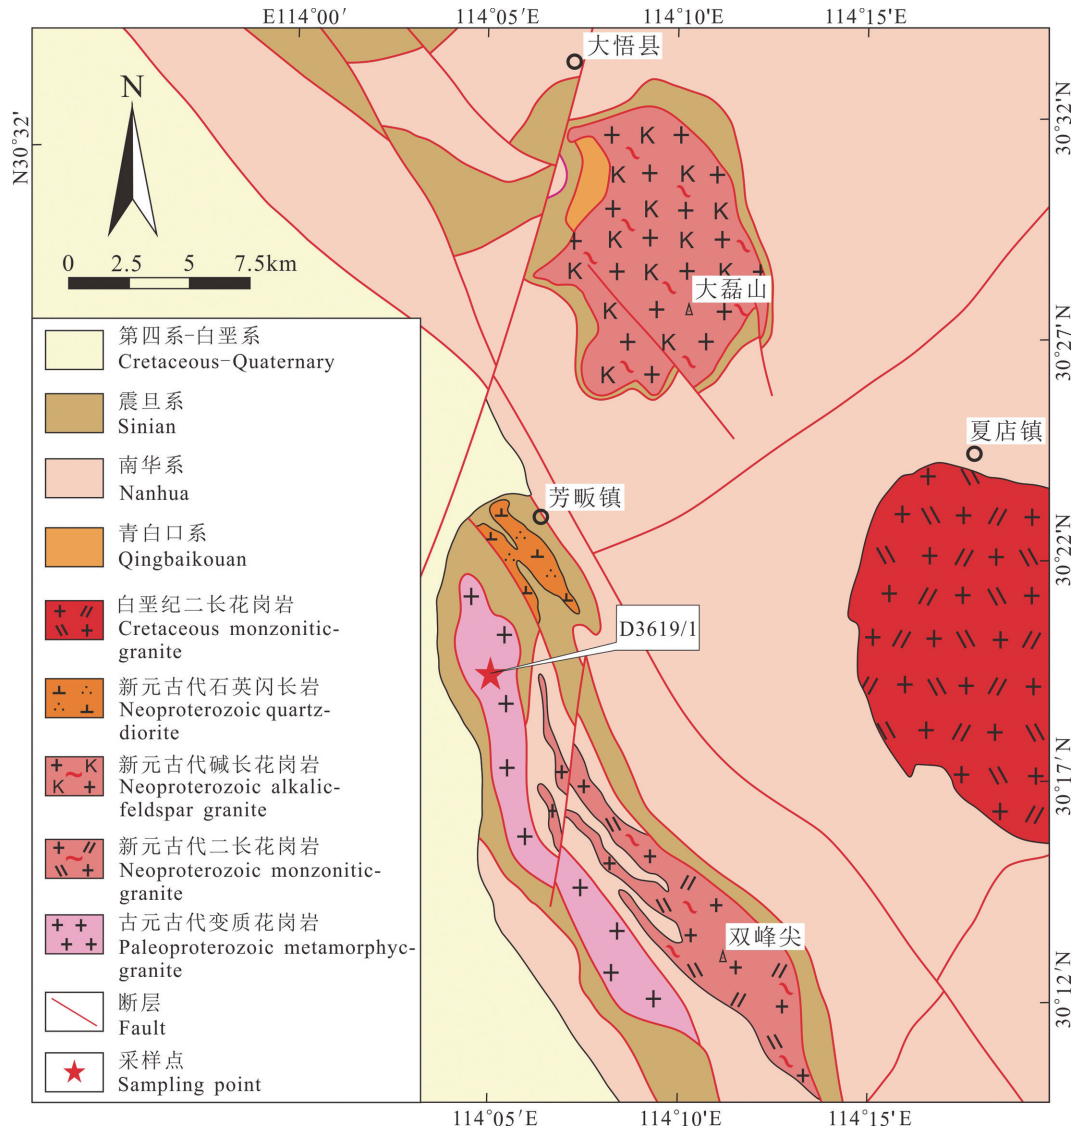 E114°00′ 114°05′E 114°10′E 114°15′E
大悟县
N30°32′
30°32′N
N
0 2.5 5 7.5km
大磊山
30°27′N
第四系-白垩系
Cretaceous-Quaternary
震旦系
Sinian
南华系
Nanhua
青白口系
Qingbaikouan
白垩纪二长花岗岩
Cretaceous monzonitic-
granite
新元古代石英闪长岩
Neoproterozoic quartz-
diorite
新元古代碱长花岗岩
Neoproterozoic alkalic-
feldspar granite
新元古代二长花岗岩
Neoproterozoic monzonitic-
granite
古元古代变质花岗岩
Paleoproterozoic metamorphyc-
granite
断层
Fault
采样点
Sampling point
夏店镇
芳畈镇
30°22′N
D3619/1
30°17′N
双峰尖
30°12′N
114°05′E 114°10′E 114°15′E